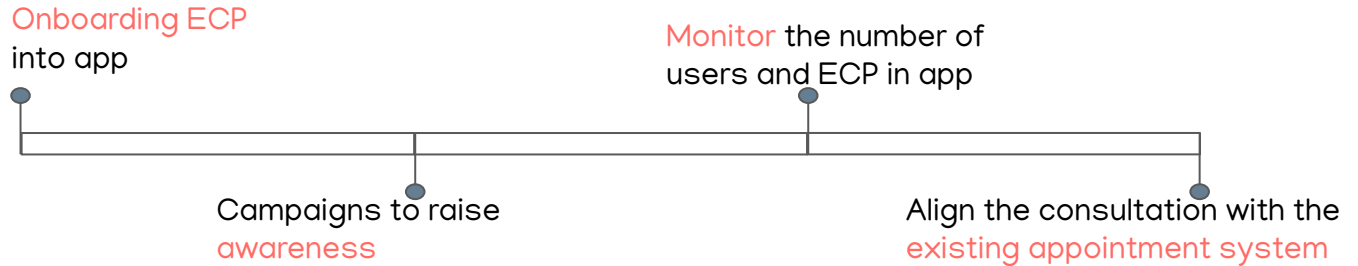 Onboarding ECP
into app
Campaigns to raise
awareness
Monitor the number of
users and ECP in app
Align the consultation with the
existing appointment system